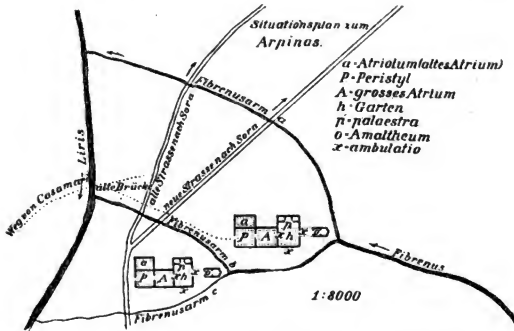 Situationsplan zum
Arpinas.
a - Atriolum (altes Atrium)
P - Peristyl
A - grosses Atrium
h - Garten
p - palaestra
o - Amaltheum
x - ambulatio
Fibrenusarm a
Liris
alte Strasse nach Sora
neue Strasse nach Sora
Weg von Casamari
alte Brücke
Fibrenusarm b
a
h
P
A
x h
x
o
x
Fibrenus
a
h
P
A
x h
x
o
x
Fibrenusarm c
1:8000